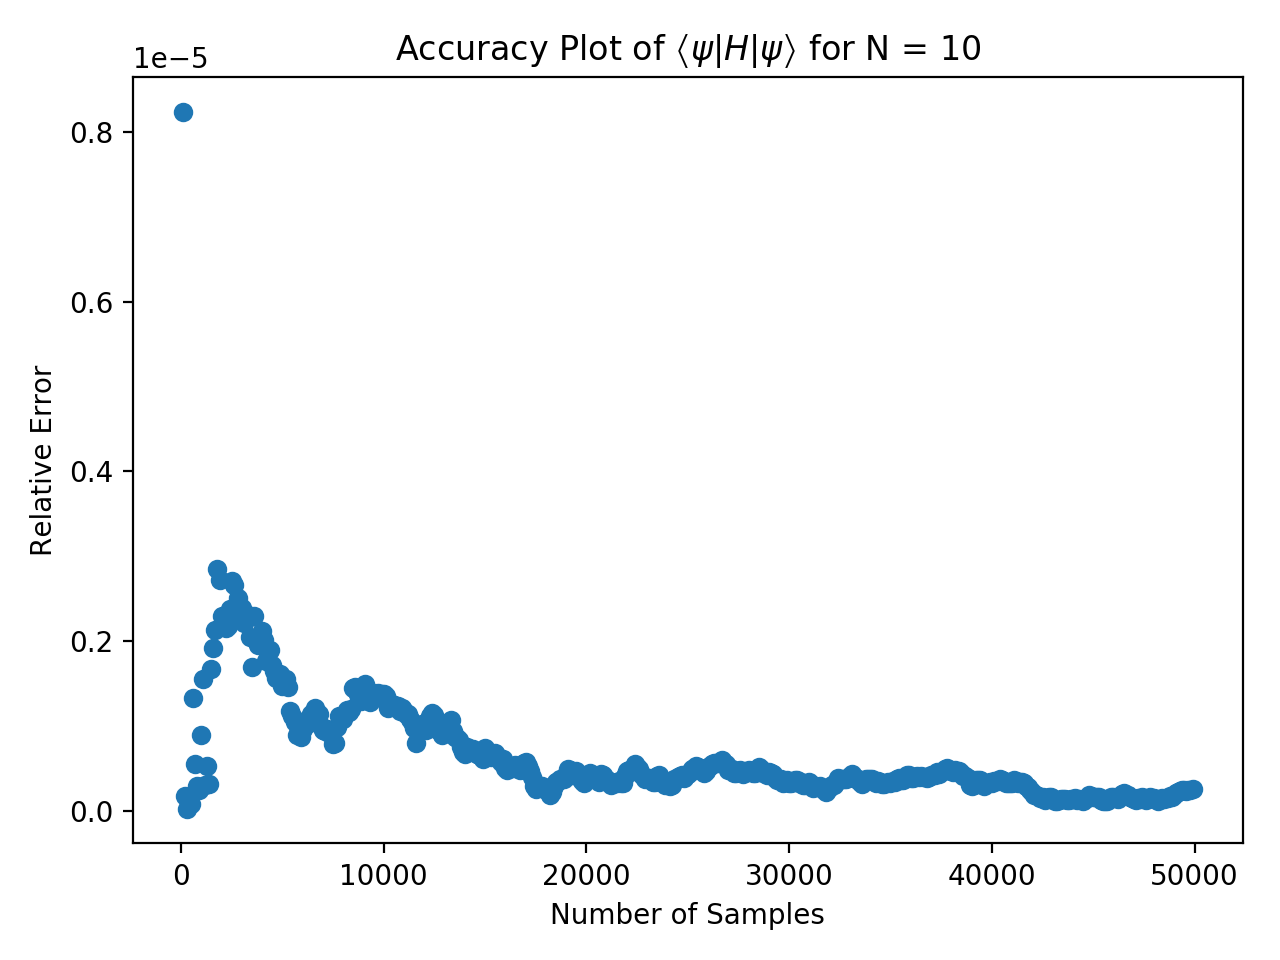 Accuracy Plot of ⟨ψ|H|ψ⟩ for N = 10
1e−5
0.8
0.6
0.4
0.2
0.0
Relative Error
0 10000 20000 30000 40000 50000
Number of Samples